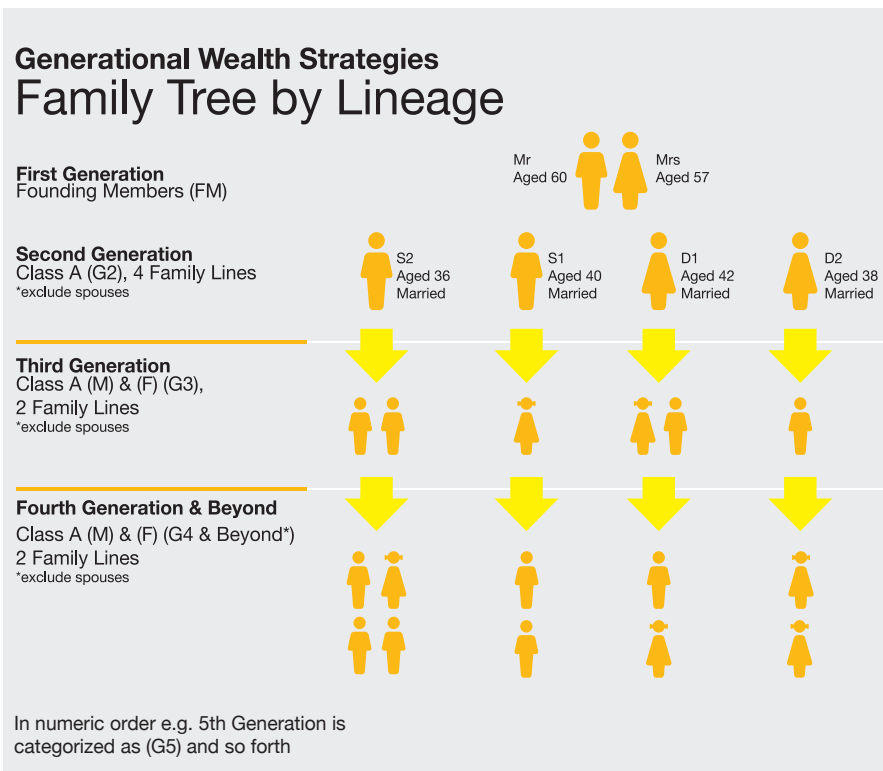 Generational Wealth Strategies
Family Tree by Lineage
First Generation
Founding Members (FM)
Mr
Aged 60
Mrs
Aged 57
Second Generation
Class A (G2), 4 Family Lines
*exclude spouses
S2
Aged 36
Married
S1
Aged 40
Married
D1
Aged 42
Married
D2
Aged 38
Married
Third Generation
Class A (M) & (F) (G3),
2 Family Lines
*exclude spouses
Fourth Generation & Beyond
Class A (M) & (F) (G4 & Beyond*)
2 Family Lines
*exclude spouses
In numeric order e.g. 5th Generation is
categorized as (G5) and so forth